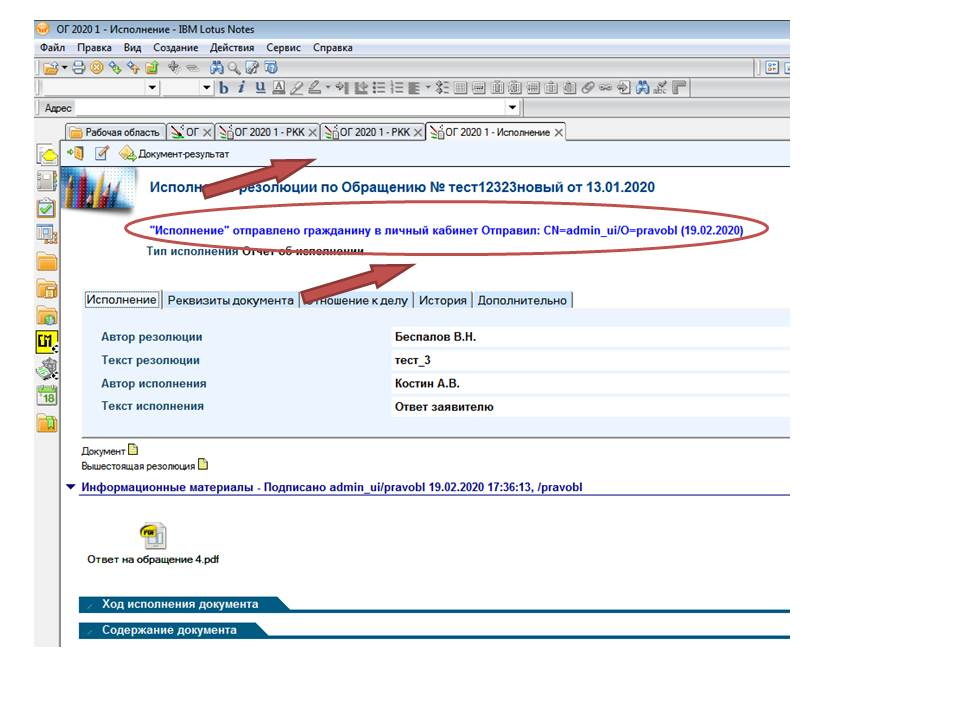 ОГ 2020 1 - Исполнение - IBM Lotus Notes
Файл Правка Вид Создание Действия Сервис Справка
Адрес
Рабочая область ОГ ОГ 2020 1 - РКК ОГ 2020 1 - РКК ОГ 2020 1 - Исполнение
Документ-результат
резолюции по Обращению № тест12323новый от 13.01.2020
"Исполнение" отправлено гражданину в личный кабинет Отправил: CN=admin_ui/O=pravobl (19.02.2020)
Тип исполнения Отчет об исполнении
Исполнение Реквизиты документа Отношение к делу История Дополнительно
Автор резолюции Беспалов В.Н.
Текст резолюции тест_3
Автор исполнения Костин А.В.
Текст исполнения Ответ заявителю
Документ
Вышестоящая резолюция
Информационные материалы - Подписано admin_ui/pravobl 19.02.2020 17:36:13, /pravobl
Ответ на обращение 4.pdf
Ход исполнения документа
Содержание документа